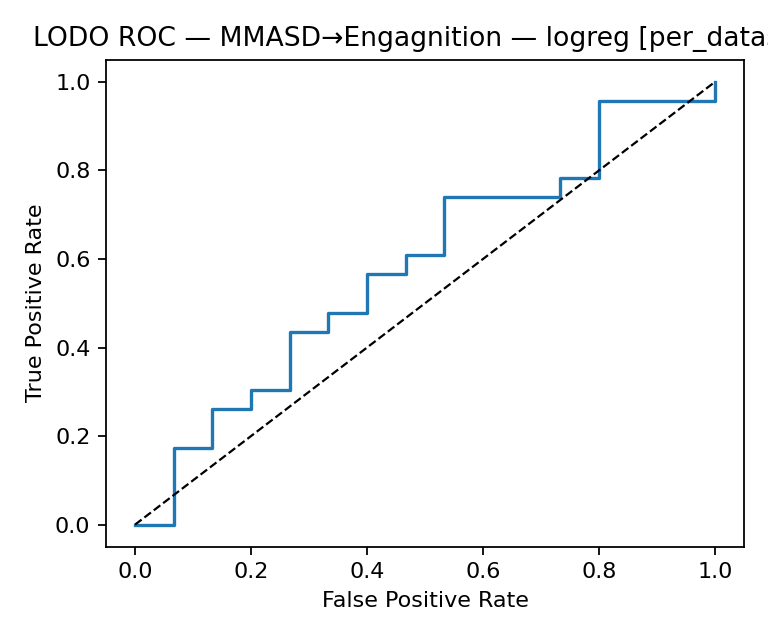 LODO ROC — MMASD→Engagnition — logreg [per_data
1.0
0.8
0.6
0.4
0.2
0.0
True Positive Rate
0.0 0.2 0.4 0.6 0.8 1.0
False Positive Rate